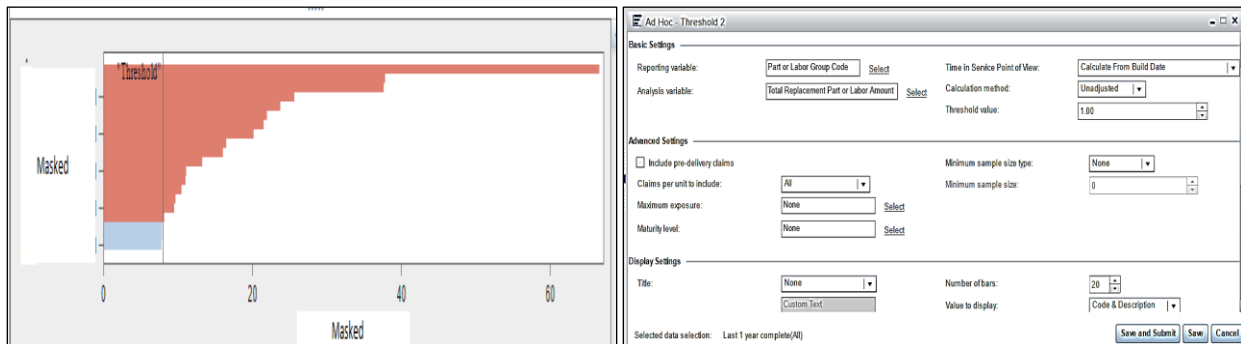 "Threshold"
Masked
0 20 40 60
Masked
Ad Hoc - Threshold 2
Basic Settings
Reporting variable: Part or Labor Group Code Select Time in Service Point of View: Calculate From Build Date
Analysis variable: Total Replacement Part or Labor Amount Select Calculation method: Unadjusted
Threshold value: 1.00
Advanced Settings
Include pre-delivery claims Minimum sample size type: None
Claims per unit to include: All Minimum sample size: 0
Maximum exposure: None Select
Maturity level: None Select
Display Settings
Title: None Number of bars: 20
Custom Text Value to display: Code & Description
Selected data selection: Last 1 year complete(All) Save and Submit Save Cancel